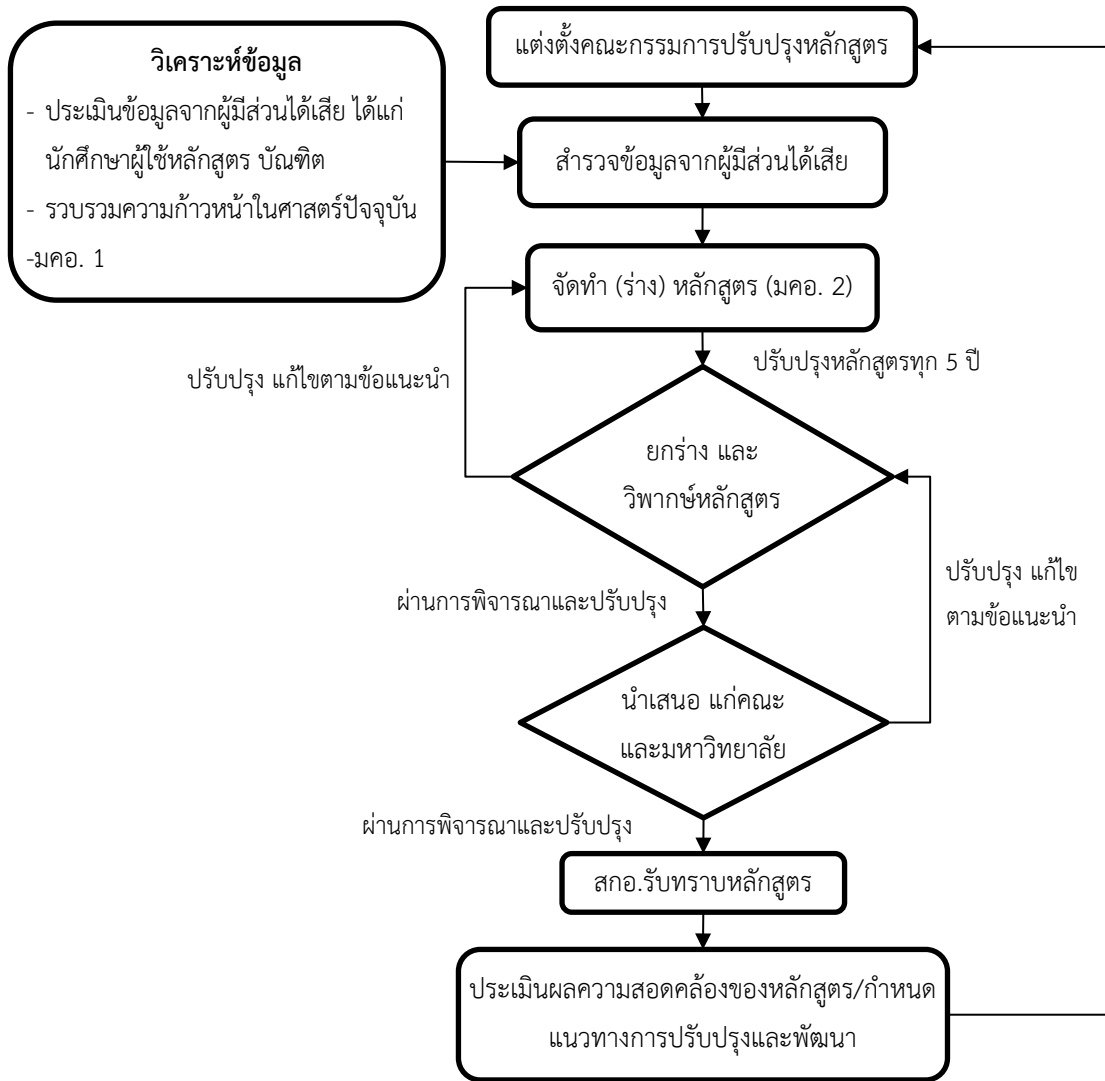 แต่งตั้งคณะกรรมการปรับปรุงหลักสูตร
วิเคราะห์ข้อมูล
- ประเมินข้อมูลจากผู้มีส่วนได้เสีย ได้แก่
นักศึกษาผู้ใช้หลักสูตร บัณฑิต
- รวบรวมความก้าวหน้าในศาสตร์ปัจจุบัน
-มคอ. 1
สำรวจข้อมูลจากผู้มีส่วนได้เสีย
จัดทำ (ร่าง) หลักสูตร (มคอ. 2)
ปรับปรุงหลักสูตรทุก 5 ปี
ปรับปรุง แก้ไขตามข้อแนะนำ
ยกร่าง และ
วิพากษ์หลักสูตร
ปรับปรุง แก้ไข
ตามข้อแนะนำ
ผ่านการพิจารณาและปรับปรุง
นำเสนอ แก่คณะ
และมหาวิทยาลัย
ผ่านการพิจารณาและปรับปรุง
สกอ.รับทราบหลักสูตร
ประเมินผลความสอดคล้องของหลักสูตร/กำหนด
แนวทางการปรับปรุงและพัฒนา